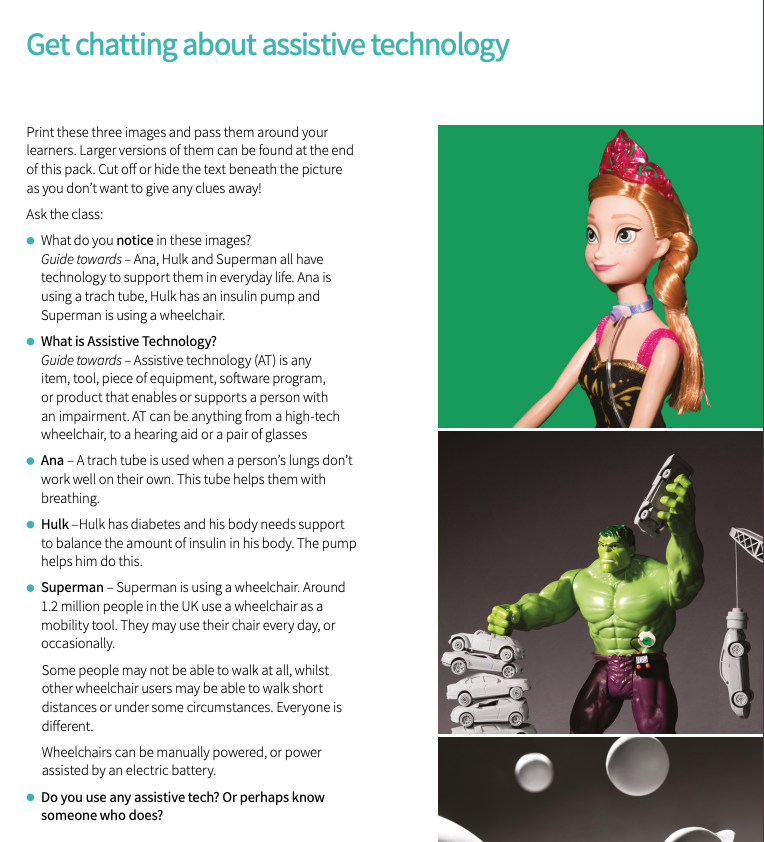 Get chatting about assistive technology
Print these three images and pass them around your
learners. Larger versions of them can be found at the end
of this pack. Cut off or hide the text beneath the picture
as you don’t want to give any clues away!
Ask the class:
What do you notice in these images?
Guide towards – Ana, Hulk and Superman all have
technology to support them in everyday life. Ana is
using a trach tube, Hulk has an insulin pump and
Superman is using a wheelchair.
What is Assistive Technology?
Guide towards – Assistive technology (AT) is any
item, tool, piece of equipment, software program,
or product that enables or supports a person with
an impairment. AT can be anything from a high-tech
wheelchair, to a hearing aid or a pair of glasses
Ana – A trach tube is used when a person’s lungs don’t
work well on their own. This tube helps them with
breathing.
Hulk –Hulk has diabetes and his body needs support
to balance the amount of insulin in his body. The pump
helps him do this.
Superman – Superman is using a wheelchair. Around
1.2 million people in the UK use a wheelchair as a
mobility tool. They may use their chair every day, or
occasionally.
Some people may not be able to walk at all, whilst
other wheelchair users may be able to walk short
distances or under some circumstances. Everyone is
different.
Wheelchairs can be manually powered, or power
assisted by an electric battery.
Do you use any assistive tech? Or perhaps know
someone who does?